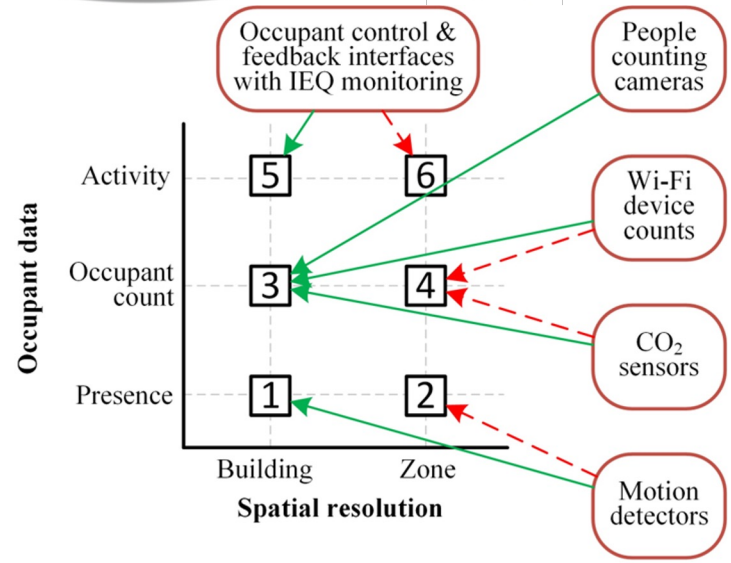 Occupant control &
feedback interfaces
with IEQ monitoring
People
counting
cameras
Activity
5
6
Wi-Fi
device
counts
Occupant data
Occupant
count
3
4
CO₂
sensors
Presence
1
2
Building
Zone
Spatial resolution
Motion
detectors